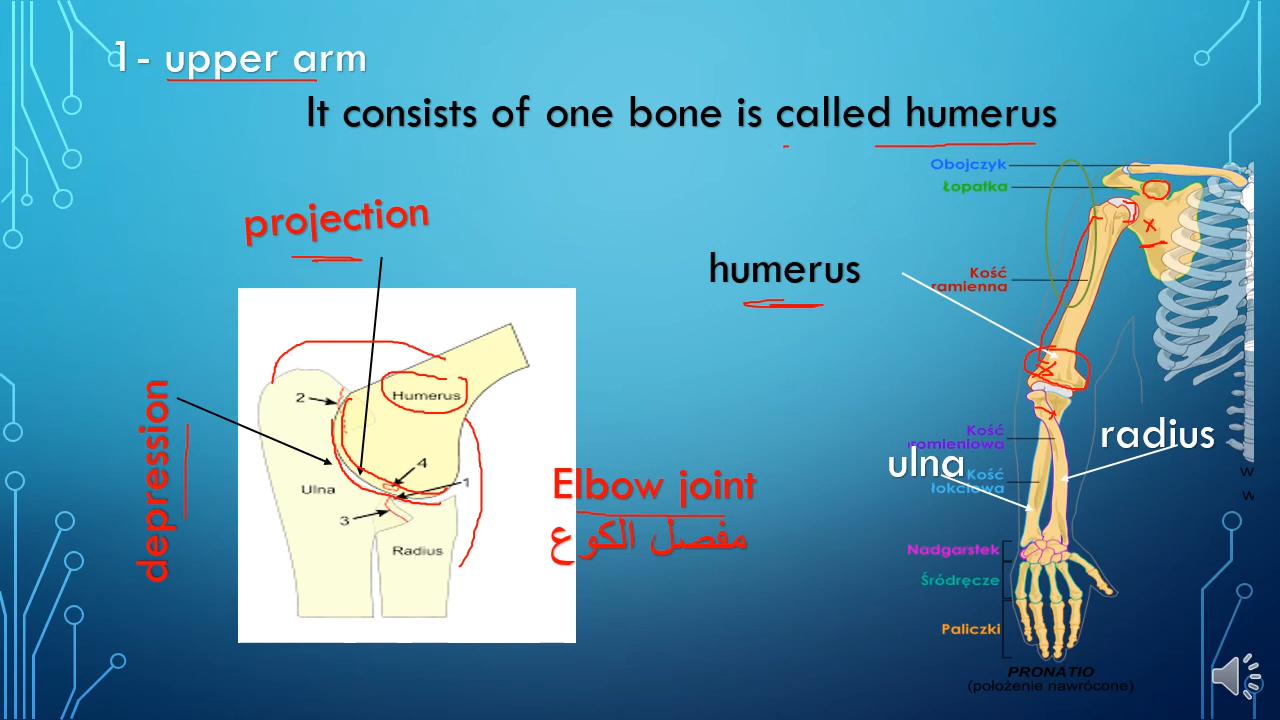 1- upper arm
It consists of one bone is called humerus
projection
humerus
depression
Elbow joint
مفصل الكوع
radius
ulna
2
Humerus
4
Ulna
1
3
Radius
Obojczyk
Łopatka
Kość
ramienna
Kość
romieniowa
Kość
łokciowa
Nadgarstek
Śródręcze
Paliczki
PRONATIO
(położenie nawrócone)
w
w